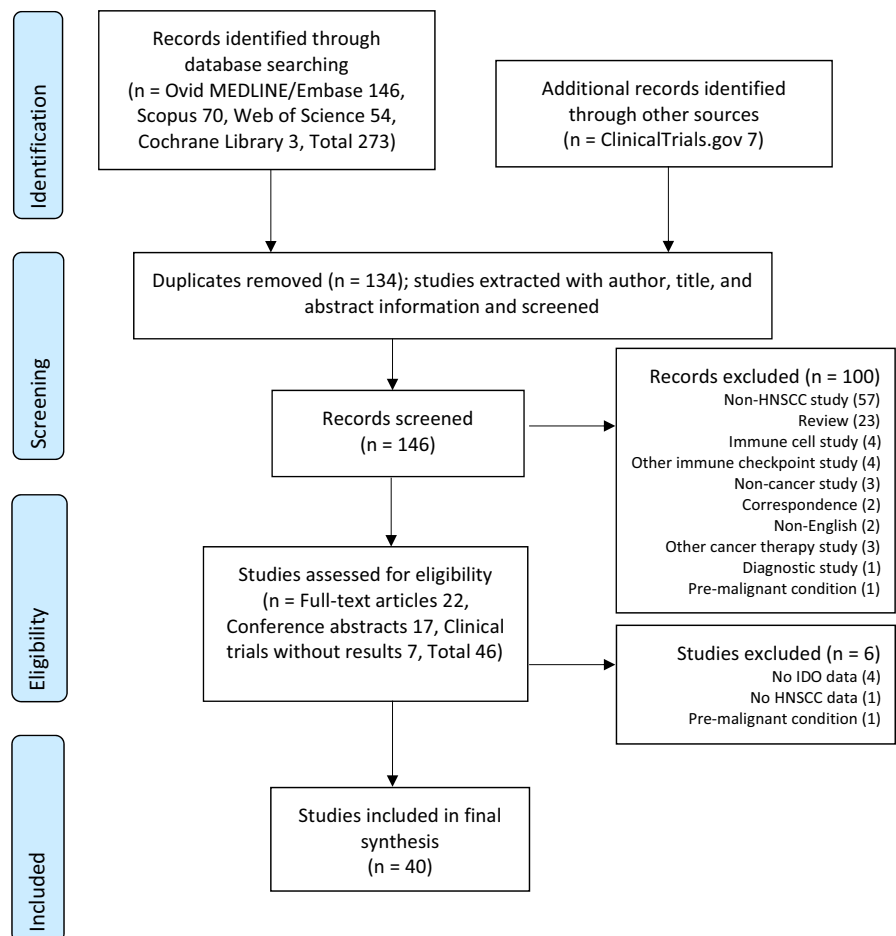 Identification
Records identified through
database searching
(n = Ovid MEDLINE/Embase 146,
Scopus 70, Web of Science 54,
Cochrane Library 3, Total 273)
Additional records identified
through other sources
(n = ClinicalTrials.gov 7)
Screening
Duplicates removed (n = 134); studies extracted with author, title, and
abstract information and screened
Records screened
n = 146)
Records excluded (n = 100)
Non-HNSCC study (57)
Review (23)
Immune cell study (4)
Other immune checkpoint study (4)
Non-cancer study (3)
Correspondence (2)
Non-English (2)
Other cancer therapy study (3)
Diagnostic study (1)
Pre-malignant condition (1)
Eligibility
Studies assessed for eligibility
(n = Full-text articles 22,
Conference abstracts 17, Clinical
trials without results 7, Total 46)
Studies excluded (n = 6)
No IDO data (4)
No HNSCC data (1)
Pre-malignant condition (1)
Included
Studies included in final
synthesis
(n = 40)